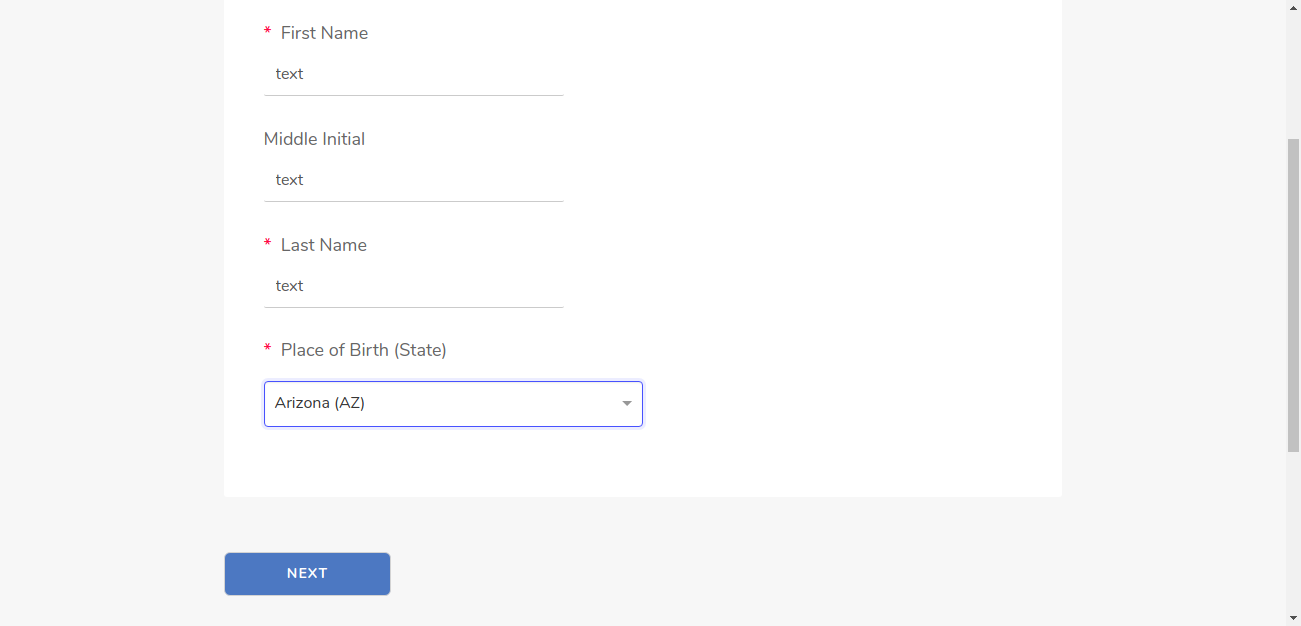 * First Name
text
Middle Initial
text
* Last Name
text
* Place of Birth (State)
Arizona (AZ)
NEXT